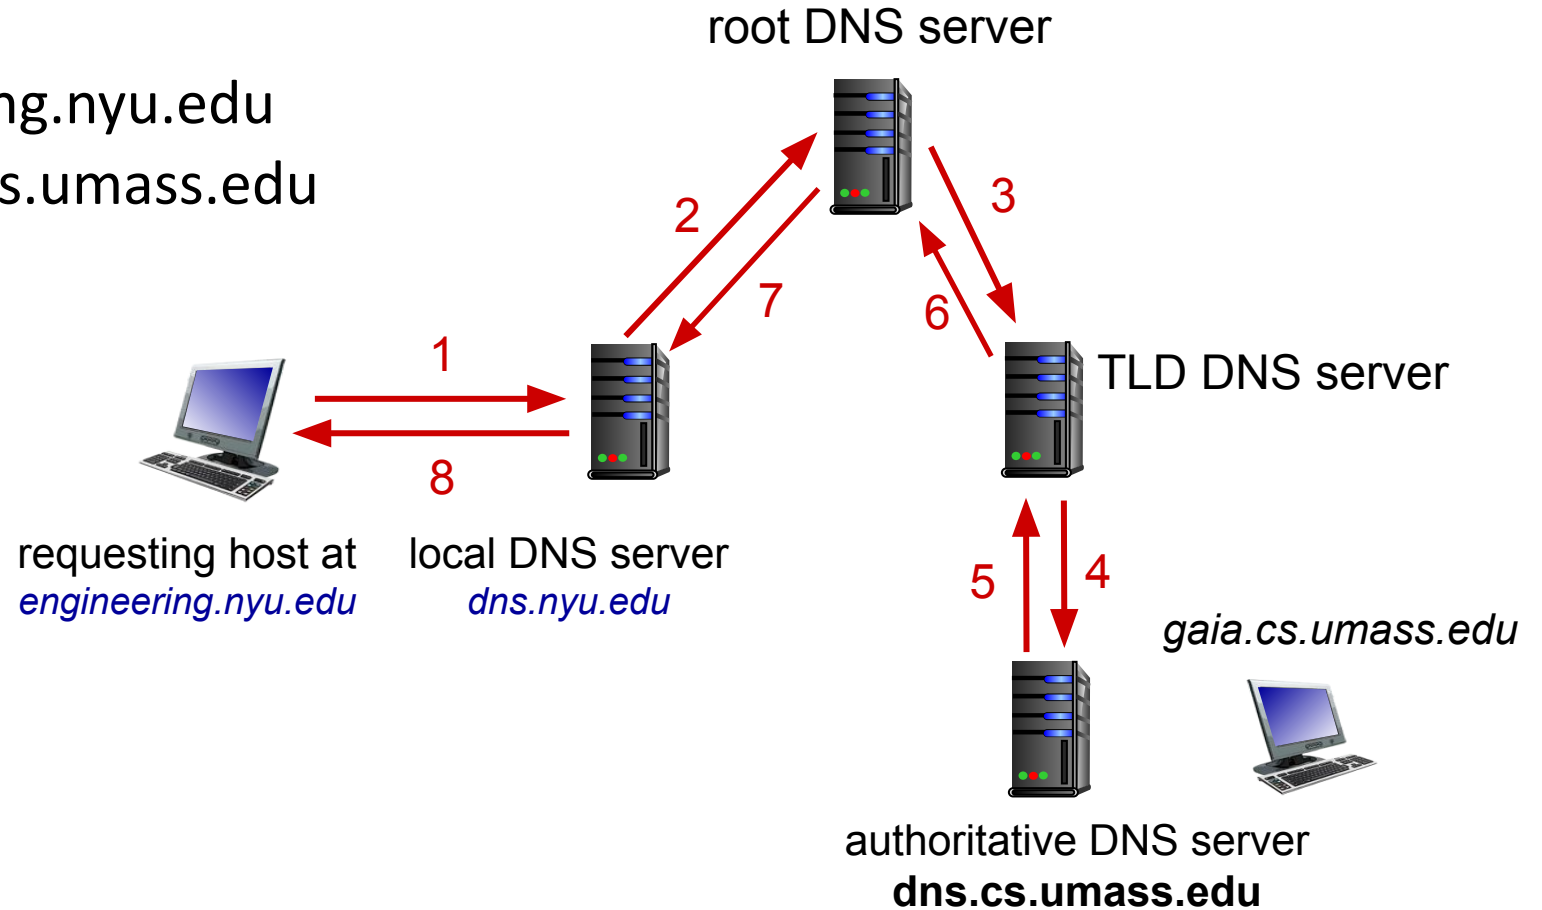 root DNS server
ng.nyu.edu
s.umass.edu
2
3
7
6
1
TLD DNS server
8
requesting host at
engineering.nyu.edu
local DNS server
dns.nyu.edu
5
4
gaia.cs.umass.edu
authoritative DNS server
dns.cs.umass.edu